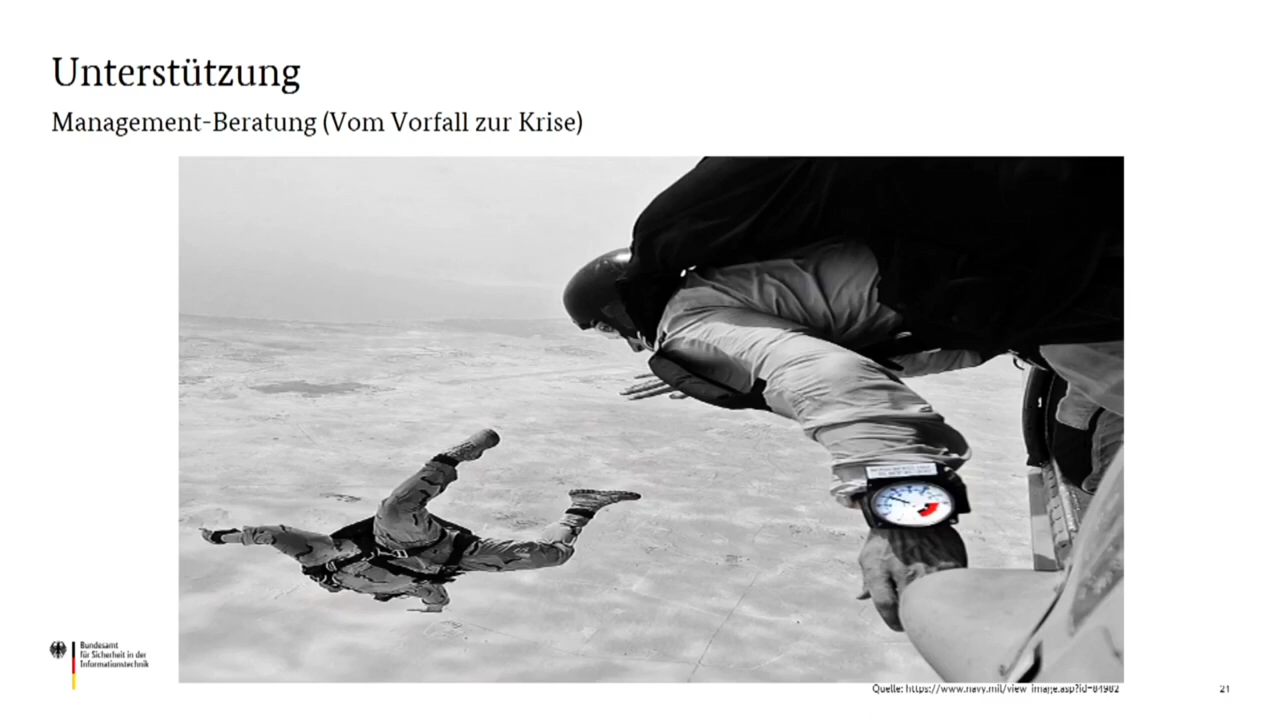 Unterstützung
Management-Beratung (Vom Vorfall zur Krise)
Bundesamt
für Sicherheit in der
Informationstechnik
Quelle: https://www.navy.mil/view_image.asp?id=84982
21